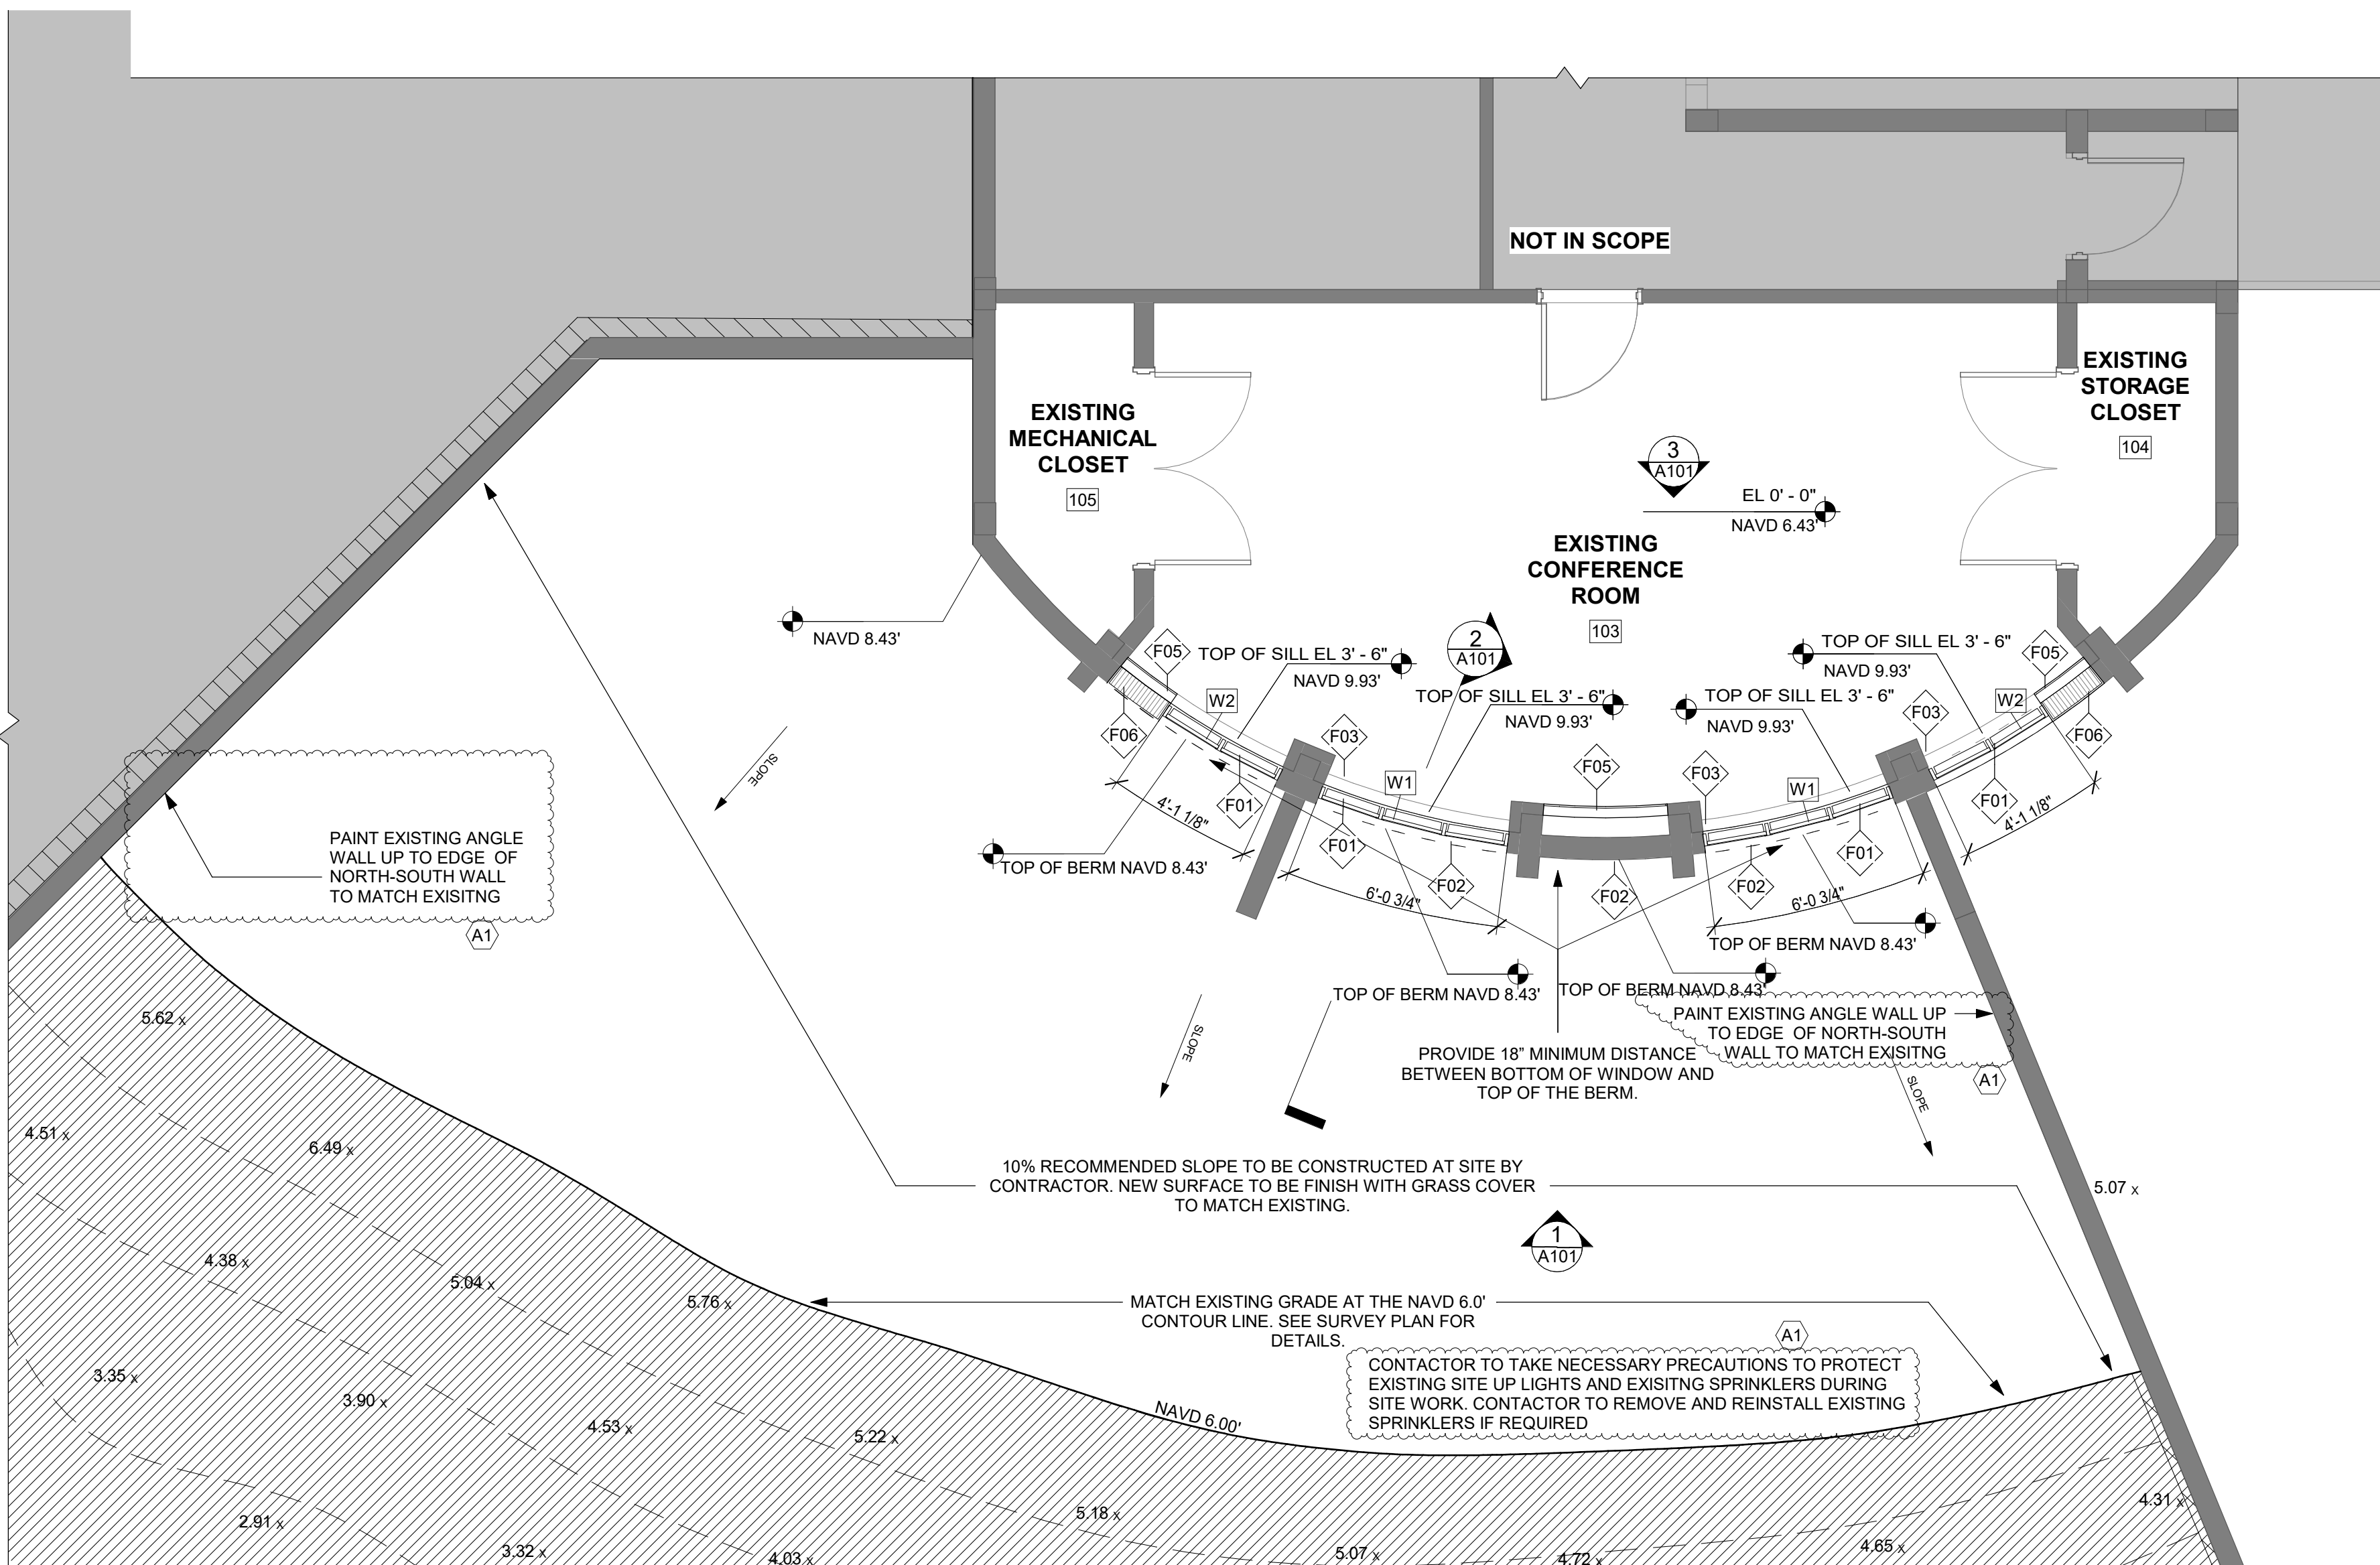 NOT IN SCOPE
EXISTING
STORAGE
CLOSET
104
EXISTING
MECHANICAL
CLOSET
105
3
A101
EL 0' - 0"
NAVD 6.43'
EXISTING
CONFERENCE
ROOM
103
NAVD 8.43'
2
A101
F05
TOP OF SILL EL 3' - 6"
NAVD 9.93'
TOP OF SILL EL 3' - 6"
NAVD 9.93'
TOP OF SILL EL 3' - 6"
NAVD 9.93'
TOP OF SILL EL 3' - 6"
NAVD 9.93'
F05
W2
W2
F06
F03
F03
F06
F05
F03
W1
W1
F01
F01
F01
F01
4'-1 1/8"
4'-1 1/8"
SLOPE
F02
F02
F02
6'-0 3/4"
6'-0 3/4"
TOP OF BERM NAVD 8.43'
TOP OF BERM NAVD 8.43'
TOP OF BERM NAVD 8.43'
TOP OF BERM NAVD 8.43'
PAINT EXISTING ANGLE
WALL UP TO EDGE OF
NORTH-SOUTH WALL
TO MATCH EXISITNG
A1
PAINT EXISTING ANGLE WALL UP
TO EDGE OF NORTH-SOUTH
WALL TO MATCH EXISITNG
A1
SLOPE
SLOPE
PROVIDE 18” MINIMUM DISTANCE
BETWEEN BOTTOM OF WINDOW AND
TOP OF THE BERM.
10% RECOMMENDED SLOPE TO BE CONSTRUCTED AT SITE BY
CONTRACTOR. NEW SURFACE TO BE FINISH WITH GRASS COVER
TO MATCH EXISTING.
1
A101
MATCH EXISTING GRADE AT THE NAVD 6.0'
CONTOUR LINE. SEE SURVEY PLAN FOR
DETAILS.
A1
CONTACTOR TO TAKE NECESSARY PRECAUTIONS TO PROTECT
EXISTING SITE UP LIGHTS AND EXISITNG SPRINKLERS DURING
SITE WORK. CONTACTOR TO REMOVE AND REINSTALL EXISTING
SPRINKLERS IF REQUIRED
NAVD 6.00'
5.62 x
4.51 x
6.49 x
5.07 x
4.38 x
5.04 x
5.76 x
3.35 x
3.90 x
4.53 x
5.22 x
5.18 x
4.31 x
2.91 x
3.32 x
4.03 x
5.07 x
4.72 x
4.65 x